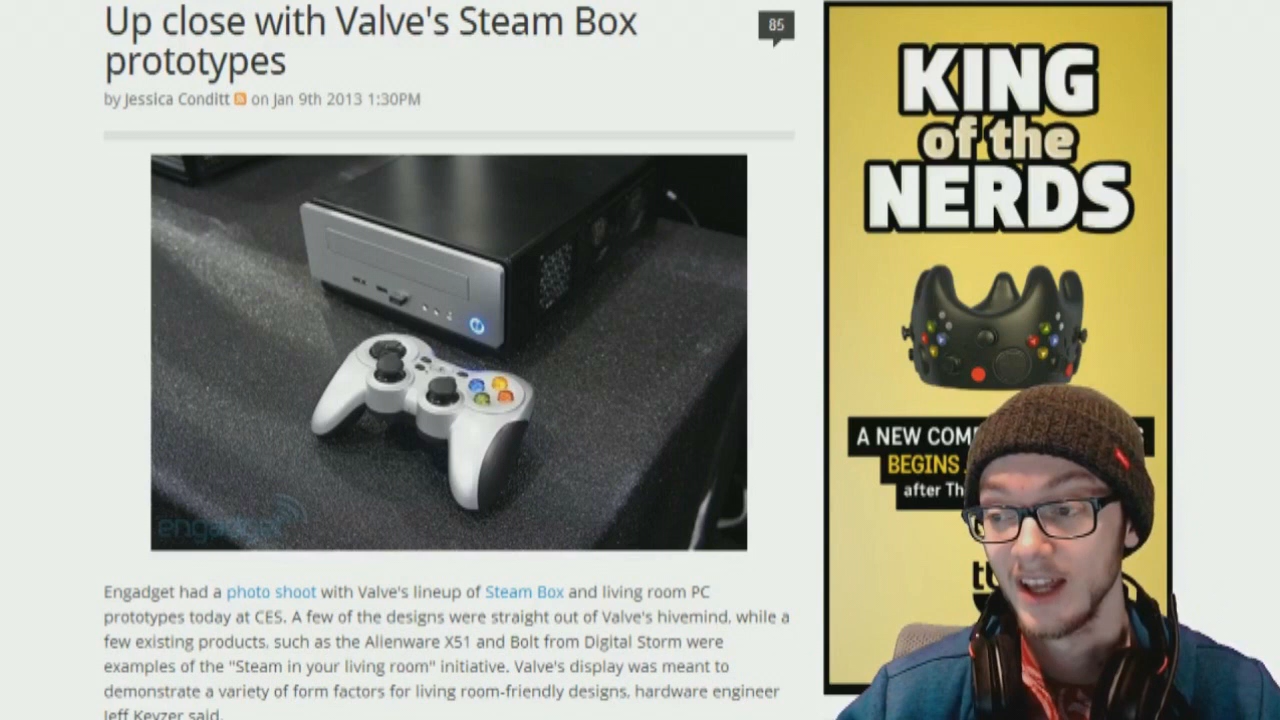 Up close with Valve's Steam Box
prototypes
85
by Jessica Conditt on Jan 9th 2013 1:30PM
engadget
Engadget had a photo shoot with Valve's lineup of Steam Box and living room PC
prototypes today at CES. A few of the designs were straight out of Valve's hivemind, while a
few existing products, such as the Alienware X51 and Bolt from Digital Storm were
examples of the "Steam in your living room" initiative. Valve's display was meant to
demonstrate a variety of form factors for living room-friendly designs, hardware engineer
Jeff Keyzer said.
KING
of the
NERDS
A NEW
BEGINS
after